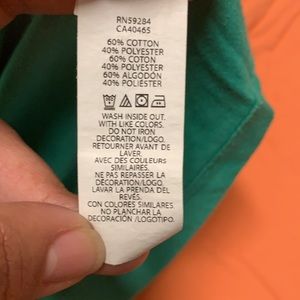 RN59284
CA40465
60% COTTON
40% POLYESTER
60% COTON
40% POLYESTER
60% ALGODÓN
40% POLIÉSTER
WASH INSIDE OUT.
WITH LIKE COLORS.
DO NOT IRON
DECORATION/LOGO.
RETOURNER AVANT DE
LAVER
AVEC DES COULEURS
SIMILAIRES.
NE PAS REPASSER LA
DÉCORATION/LOGO.
LAVAR LA PRENDA DEL
REVÉS.
CON COLORES SIMILARES.
NO PLANCHAR LA
DECORACIÓN /LOGOTIPO.